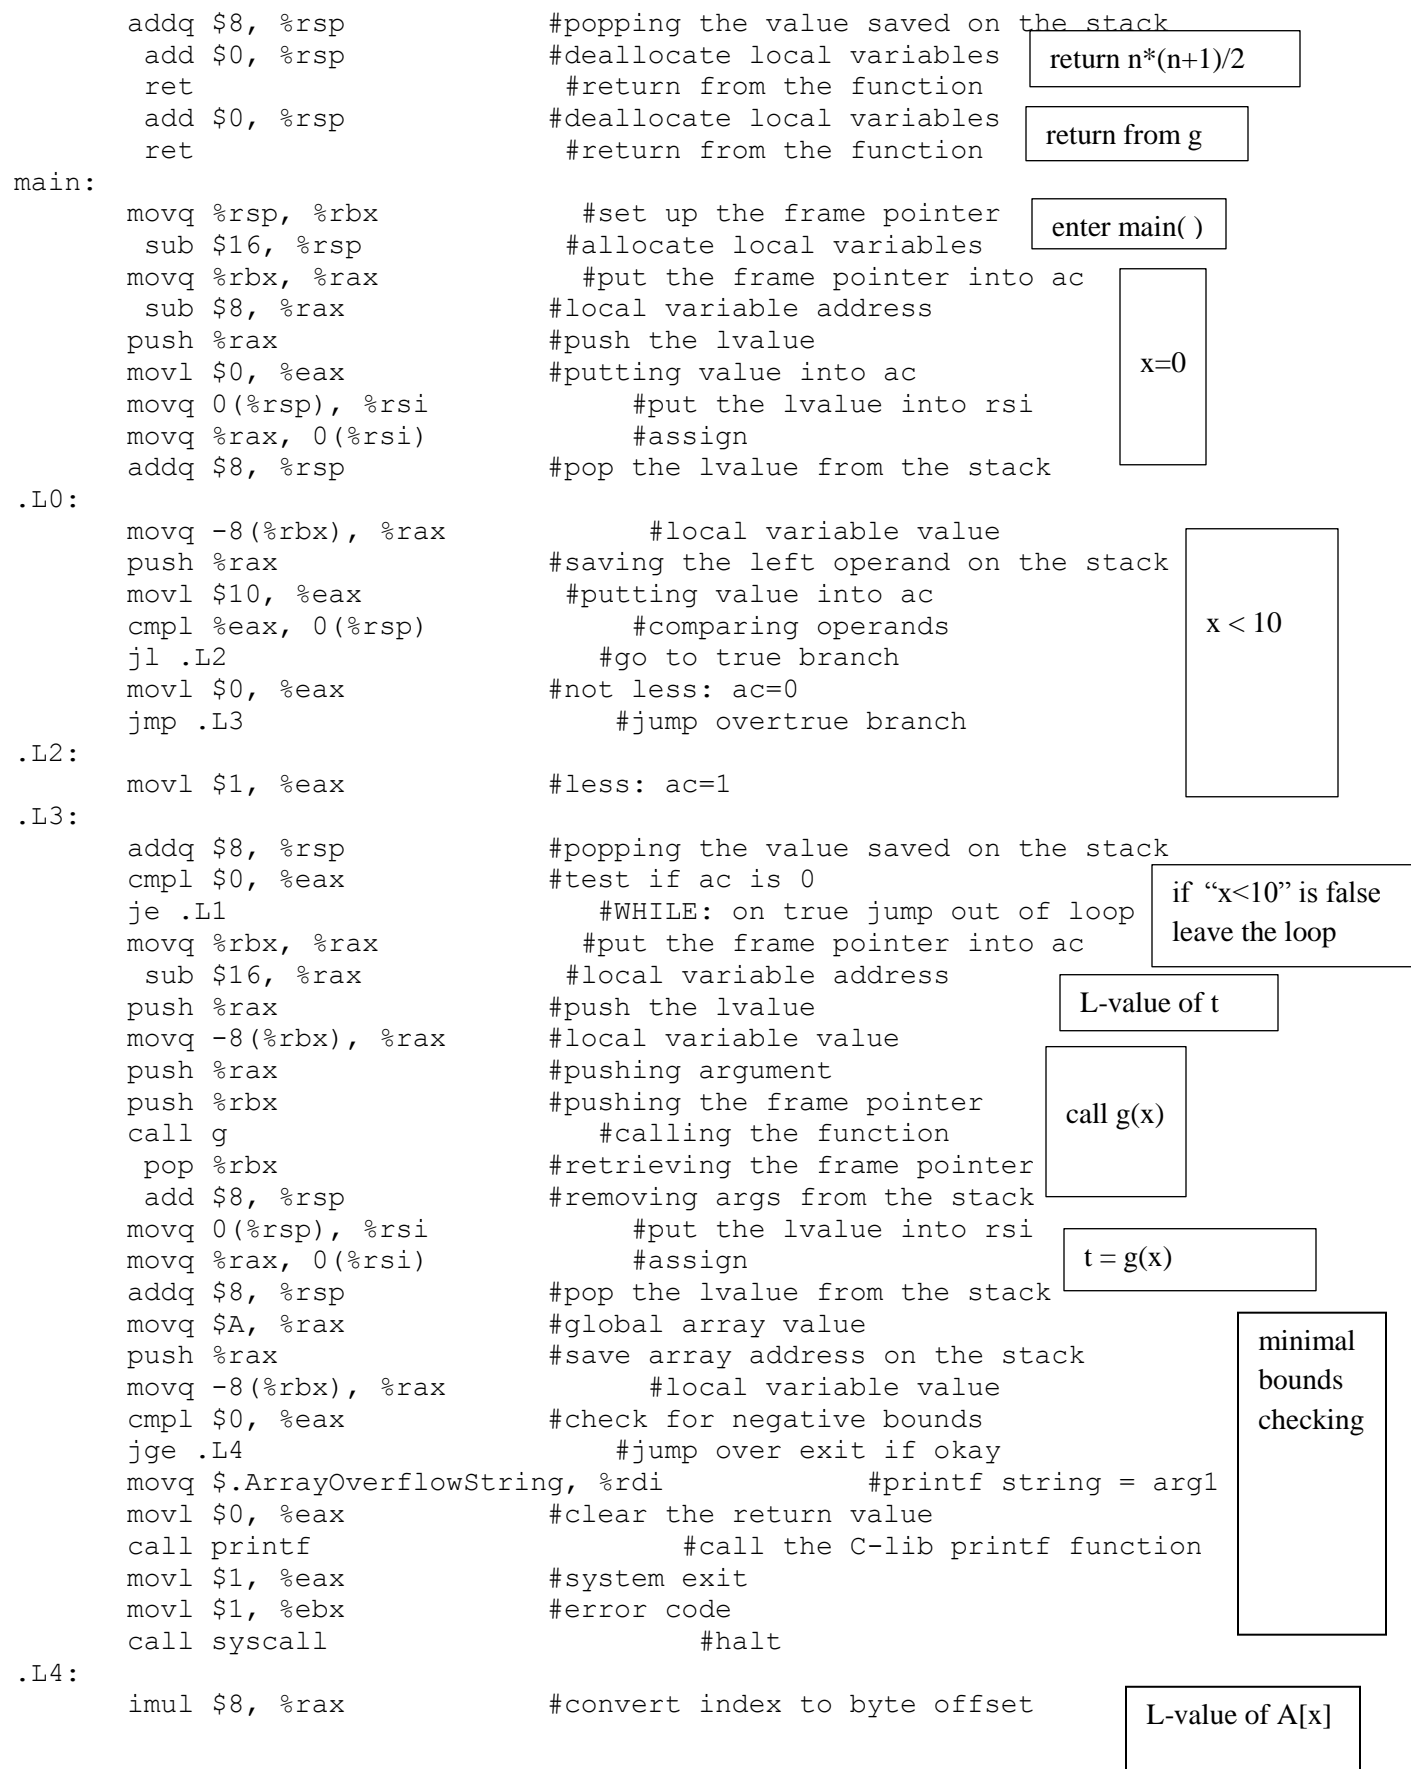 addq $8, %rsp #popping the value saved on the stack
add $0, %rsp #deallocate local variables
return n*(n+1)/2
ret #return from the function
add $0, %rsp #deallocate local variables
return from g
ret #return from the function
main:
movq %rsp, %rbx #set up the frame pointer
enter main( )
sub $16, %rsp #allocate local variables
movq %rbx, %rax #put the frame pointer into ac
sub $8, %rax #local variable address
push %rax #push the lvalue
x=0
movl $0, %eax #putting value into ac
movq 0(%rsp), %rsi #put the lvalue into rsi
movq %rax, 0(%rsi) #assign
addq $8, %rsp #pop the lvalue from the stack
.L0:
movq -8(%rbx), %rax #local variable value
push %rax #saving the left operand on the stack
movl $10, %eax #putting value into ac
cmpl %eax, 0(%rsp) #comparing operands
x < 10
jl .L2 #go to true branch
movl $0, %eax #not less: ac=0
jmp .L3 #jump overtrue branch
.L2:
movl $1, %eax #less: ac=1
.L3:
addq $8, %rsp #popping the value saved on the stack
cmpl $0, %eax #test if ac is 0
if “x<10” is false
je .L1 #WHILE: on true jump out of loop
leave the loop
movq %rbx, %rax #put the frame pointer into ac
sub $16, %rax #local variable address
push %rax #push the lvalue
L-value of t
movq -8(%rbx), %rax #local variable value
push %rax #pushing argument
push %rbx #pushing the frame pointer
call g(x)
call g #calling the function
pop %rbx #retrieving the frame pointer
add $8, %rsp #removing args from the stack
movq 0(%rsp), %rsi #put the lvalue into rsi
movq %rax, 0(%rsi) #assign
t = g(x)
addq $8, %rsp #pop the lvalue from the stack
movq $A, %rax #global array value
minimal
push %rax #save array address on the stack
bounds
movq -8(%rbx), %rax #local variable value
checking
cmpl $0, %eax #check for negative bounds
jge .L4 #jump over exit if okay
movq $.ArrayOverflowString, %rdi #printf string = arg1
movl $0, %eax #clear the return value
call printf #call the C-lib printf function
movl $1, %eax #system exit
movl $1, %ebx #error code
call syscall #halt
.L4:
imul $8, %rax #convert index to byte offset
L-value of A[x]